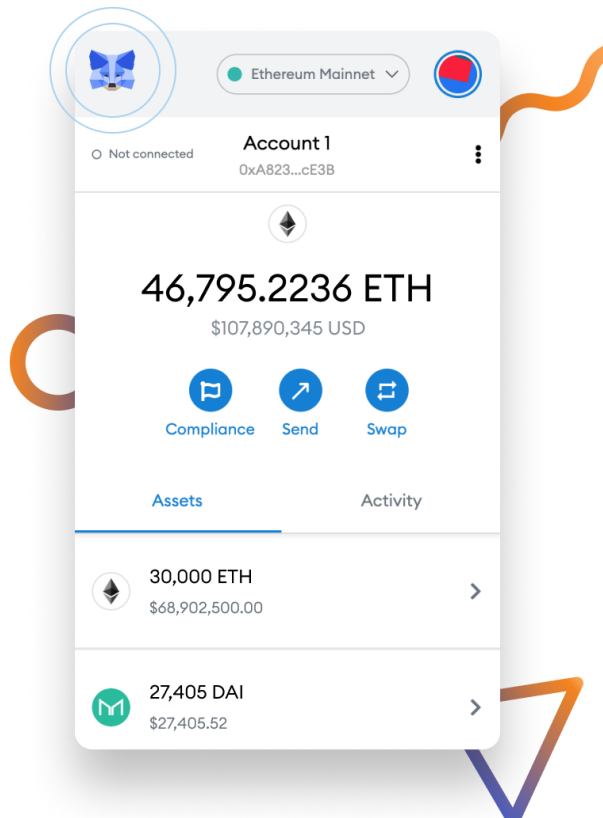 Ethereum Mainnet
Not connected
Account 1
0xA823...cE3B
46,795.2236 ETH
$107,890,345 USD
Compliance Send Swap
Assets Activity
30,000 ETH
$68,902,500.00
27,405 DAI
$27,405.52